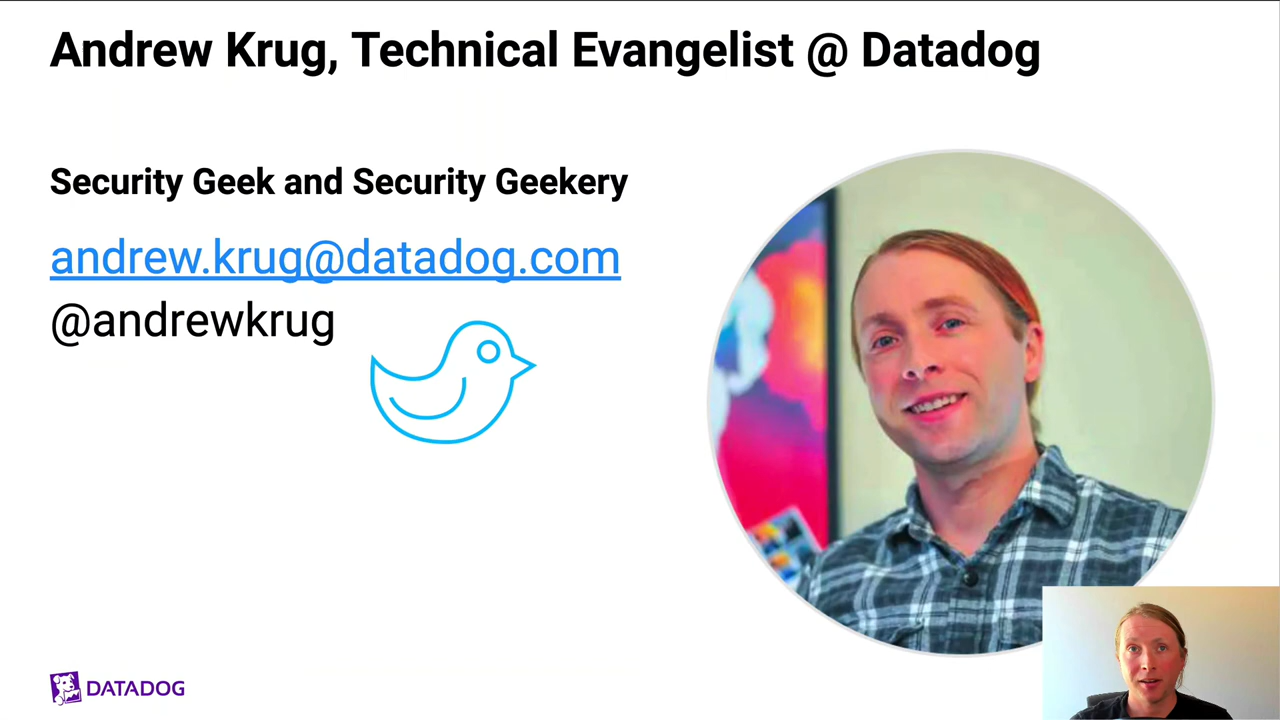 Andrew Krug, Technical Evangelist @ Datadog
Security Geek and Security Geekery
andrew.krug@datadog.com
@andrewkrug
DATADOG